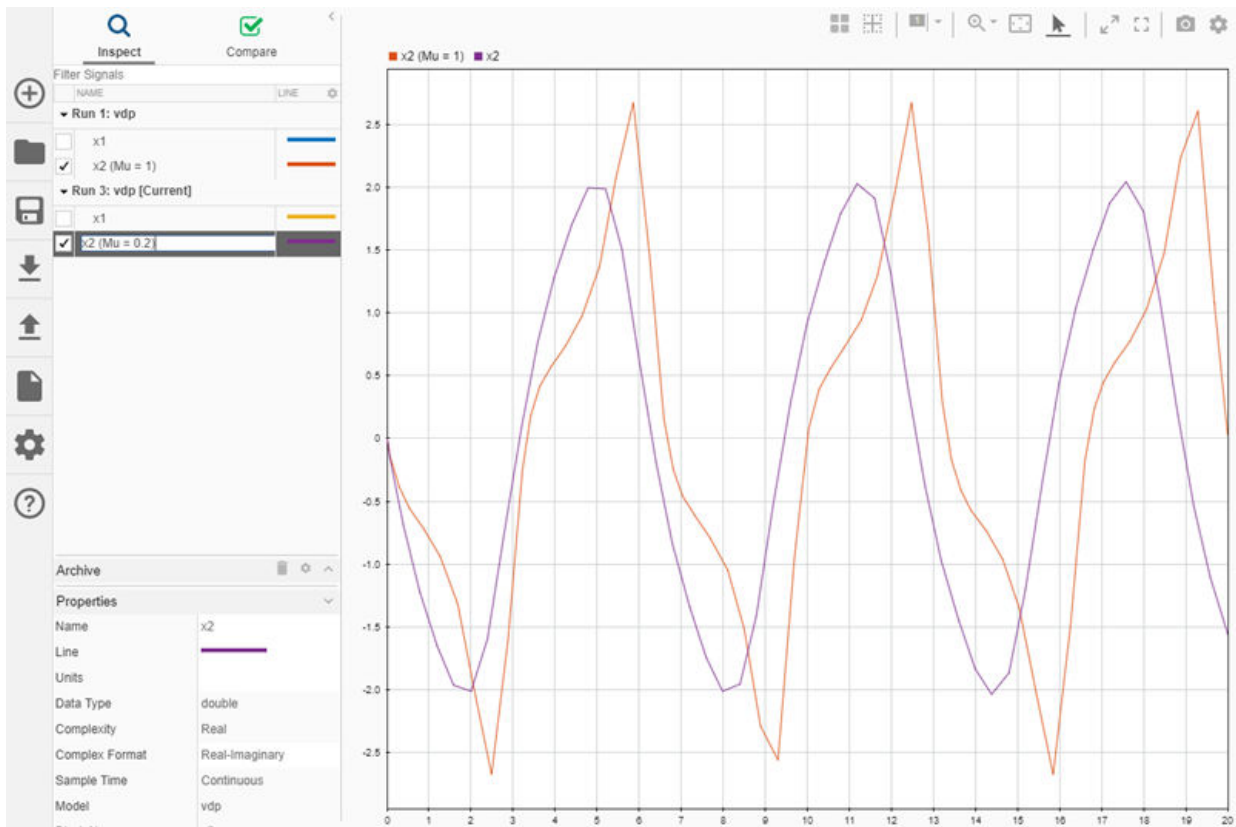 Inspect Compare
Filter Signals
NAME LINE
Run 1: vdp
x1
x2 (Mu = 1)
Run 3: vdp [Current]
x1
x2 (Mu = 0.2)
Archive
Properties
Name x2
Line
Units
Data Type double
Complexity Real
Complex Format Real-Imaginary
Sample Time Continuous
Model vdp
1
x2 (Mu = 1) x2
2.5
2.0
1.5
1.0
0.5
0
-0.5
-1.0
-1.5
-2.0
-2.5
0 1 2 3 4 5 6 7 8 9 10 11 12 13 14 15 16 17 18 19 20